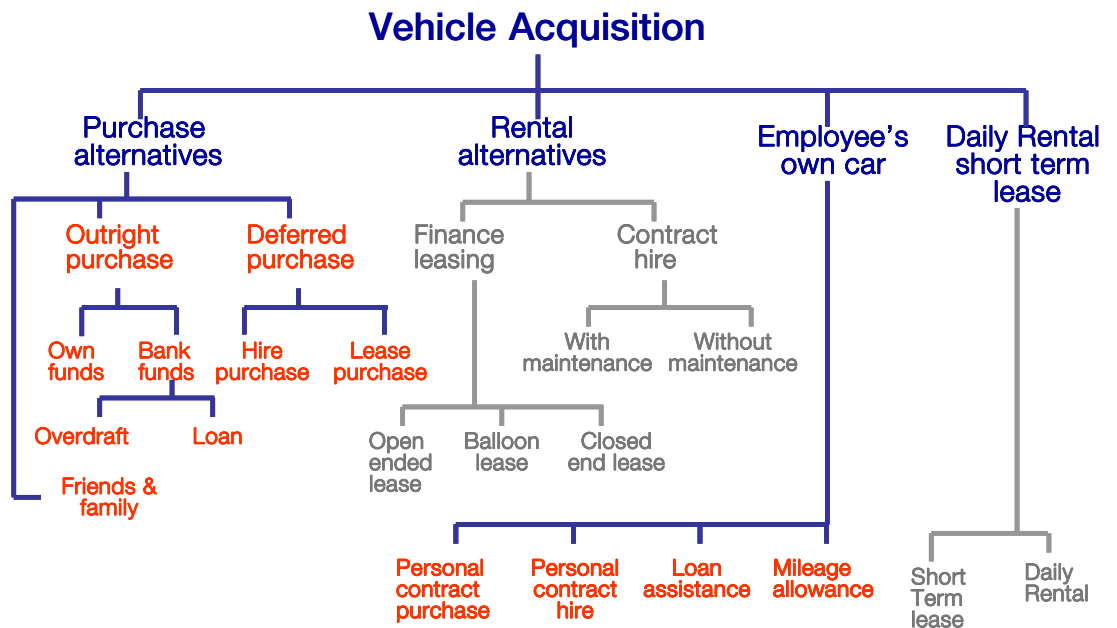 Vehicle Acquisition
Purchase
alternatives
Rental
alternatives
Employee's
own car
Daily Rental
short term
lease
Outright
purchase
Deferred
purchase
Finance
leasing
Contract
hire
Own
funds
Bank
funds
Hire
purchase
Lease
purchase
With
maintenance
Without
maintenance
Overdraft
Loan
Open
ended
lease
Balloon
lease
Closed
end lease
Friends &
family
Personal
contract
purchase
Personal
contract
hire
Loan
assistance
Mileage
allowance
Short
Term
lease
Daily
Rental